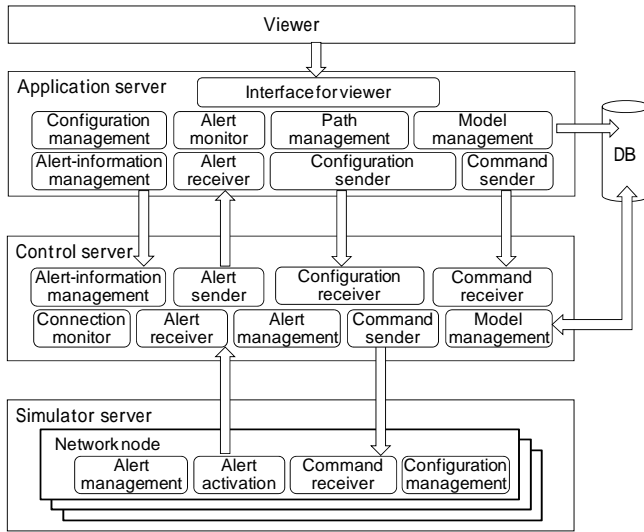 Viewer
Application server
Interface for viewer
Configuration management
Alert monitor
Path management
Model management
Alert-information management
Alert receiver
Configuration sender
Command sender
DB
Control server
Alert-information management
Alert sender
Configuration receiver
Command receiver
Connection monitor
Alert receiver
Alert management
Command sender
Model management
Simulator server
Network node
Alert management
Alert activation
Command receiver
Configuration management